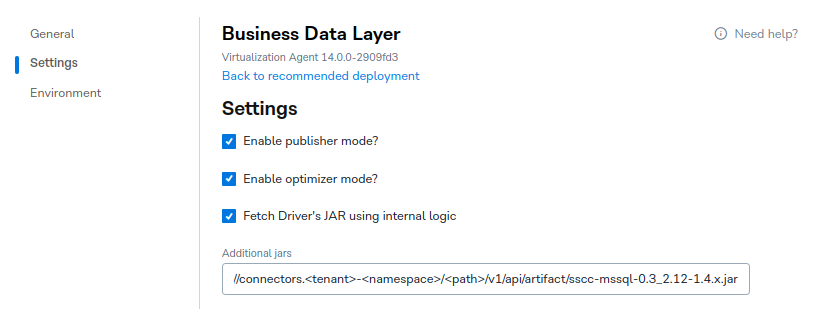 General
Settings
Environment
Business Data Layer
Need help?
Virtualization Agent 14.0.0-2909fd3
Back to recommended deployment
Settings
Enable publisher mode?
Enable optimizer mode?
Fetch Driver's JAR using internal logic
Additional jars
//connectors.<tenant>-<namespace>/<path>/v1/api/artifact/sscc-mssql-0.3_2.12-1.4.x.jar